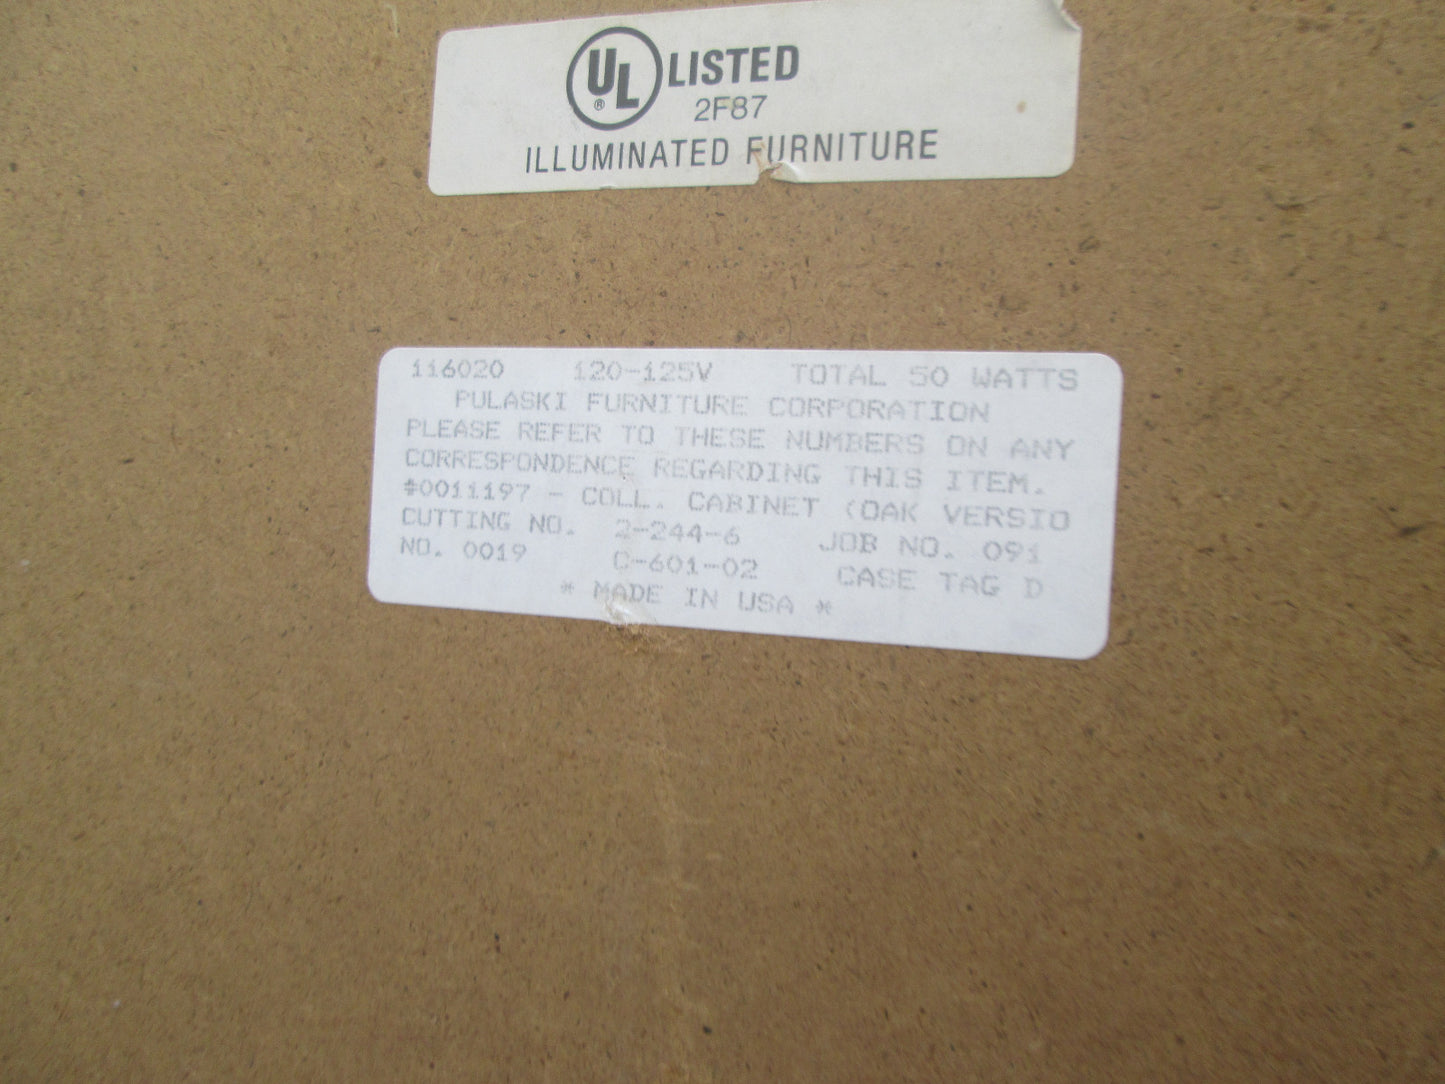 UL® LISTED
2F87
ILLUMINATED FURNITURE
116020 120-125V TOTAL 50 WATTS
PULASKI FURNITURE CORPORATION
PLEASE REFER TO THESE NUMBERS ON ANY
CORRESPONDENCE REGARDING THIS ITEM.
#0011197 - COLL. CABINET (OAK VERSIO
CUTTING NO. 2-244-6 JOB NO. 091
NO. 0019 C-601-02 CASE TAG D
* MADE IN USA *